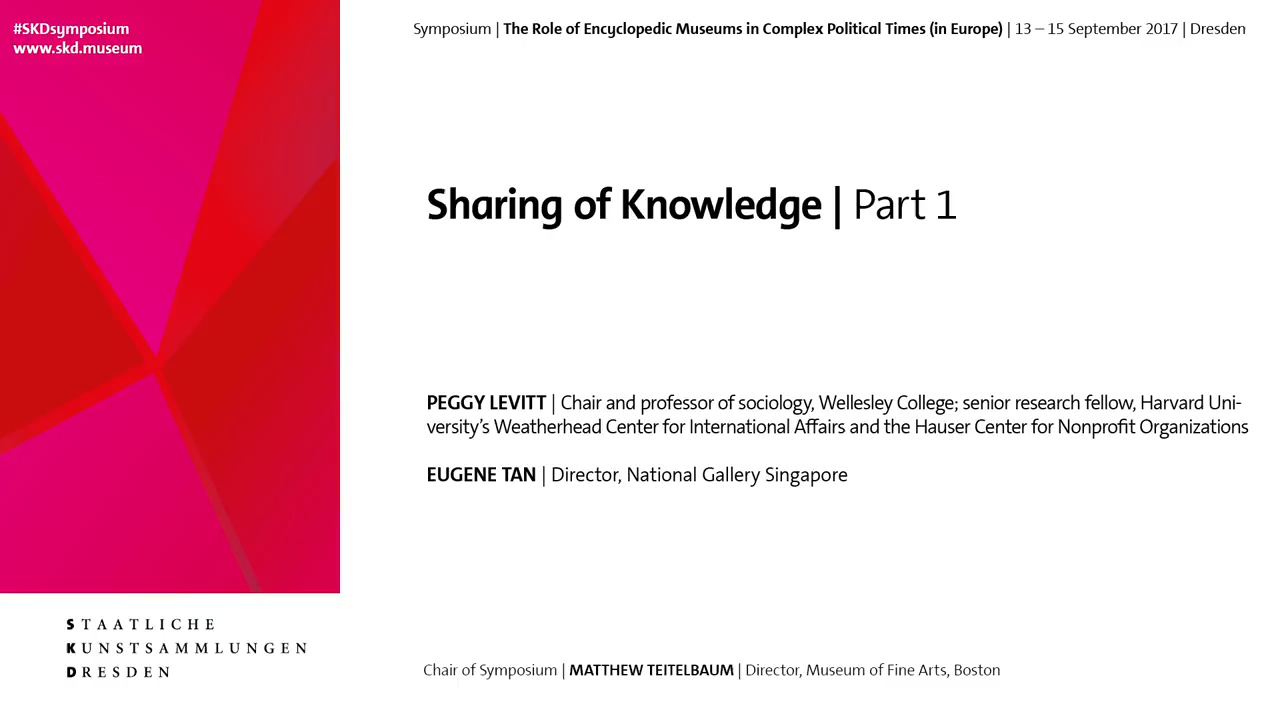 #SKDsymposium
www.skd.museum
Symposium | The Role of Encyclopedic Museums in Complex Political Times (in Europe) | 13 – 15 September 2017 | Dresden
Sharing of Knowledge | Part 1
PEGGY LEVITT | Chair and professor of sociology, Wellesley College; senior research fellow, Harvard Uni-
versity’s Weatherhead Center for International Affairs and the Hauser Center for Nonprofit Organizations
EUGENE TAN | Director, National Gallery Singapore
STAATLICHE
KUNSTSAMMLUNGEN
DRESDEN
Chair of Symposium | MATTHEW TEITELBAUM | Director, Museum of Fine Arts, Boston